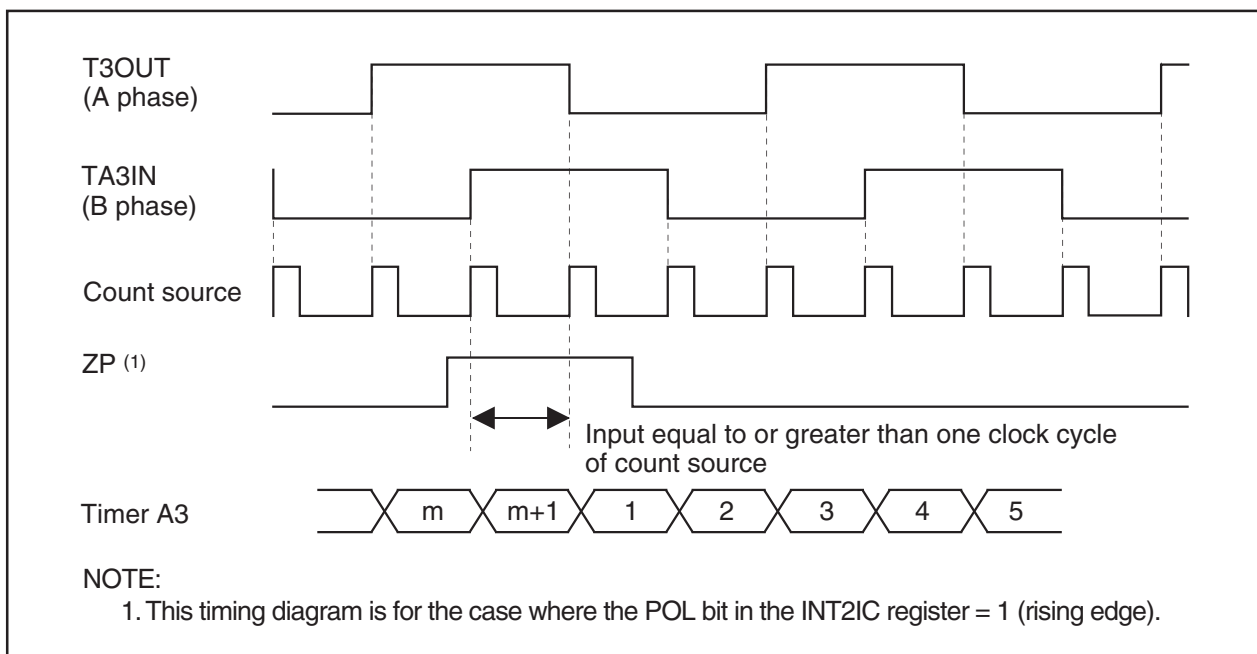 T3OUT
(A phase)
TA3IN
(B phase)
Count source
ZP (1)
Input equal to or greater than one clock cycle
of count source
Timer A3
m
m+1
1
2
3
4
5
NOTE:
1. This timing diagram is for the case where the POL bit in the INT2IC register = 1 (rising edge).